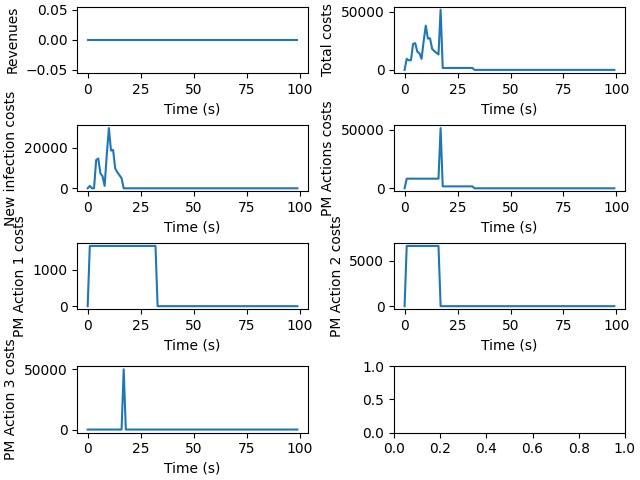 Revenues
0.05
0.00
−0.05
0 25 50 75 100
Time (s)
Total costs
50000
0
0 25 50 75 100
Time (s)
New infection costs
20000
0
0 25 50 75 100
Time (s)
PM Actions costs
50000
0
0 25 50 75 100
Time (s)
PM Action 1 costs
1000
0
0 25 50 75 100
Time (s)
PM Action 2 costs
5000
0
0 25 50 75 100
Time (s)
PM Action 3 costs
50000
0
0 25 50 75 100
Time (s)
1.0
0.5
0.0
0.0 0.2 0.4 0.6 0.8 1.0